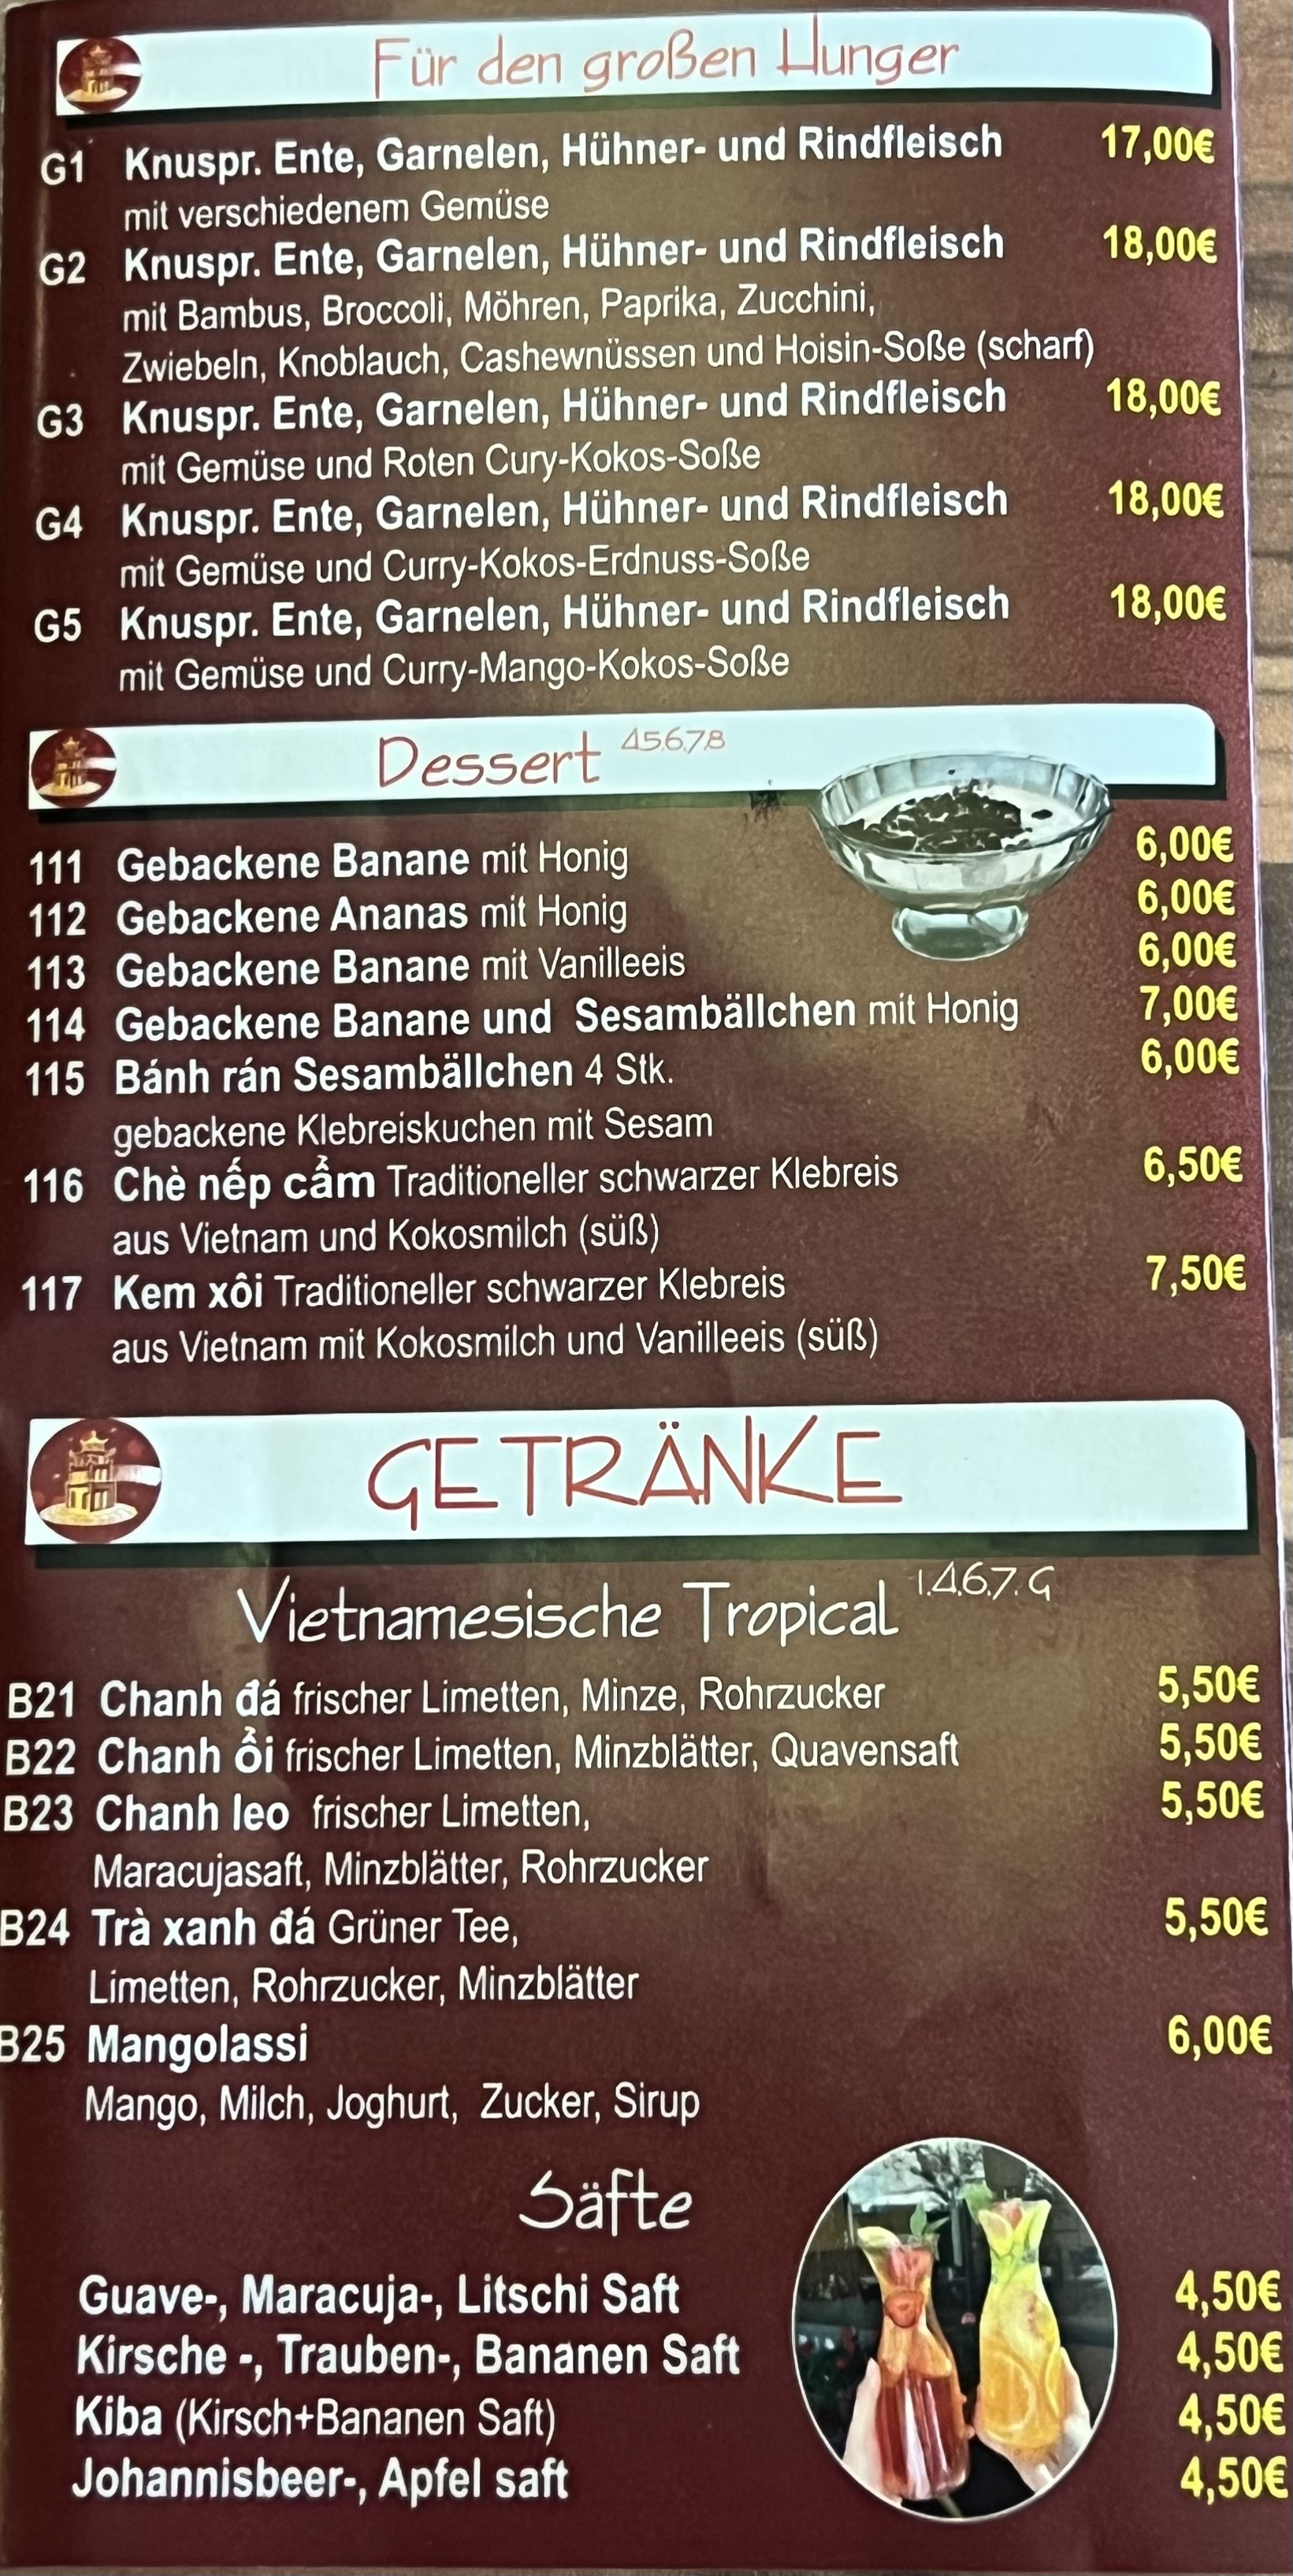 Für den großen Hunger
G1 Knuspr. Ente, Garnelen, Hühner- und Rindfleisch 17,00€
mit verschiedenem Gemüse
G2 Knuspr. Ente, Garnelen, Hühner- und Rindfleisch 18,00€
mit Bambus, Broccoli, Möhren, Paprika, Zucchini,
Zwiebeln, Knoblauch, Cashewnüssen und Hoisin-Soße (scharf)
G3 Knuspr. Ente, Garnelen, Hühner- und Rindfleisch 18,00€
mit Gemüse und Roten Cury-Kokos-Soße
G4 Knuspr. Ente, Garnelen, Hühner- und Rindfleisch 18,00€
mit Gemüse und Curry-Kokos-Erdnuss-Soße
G5 Knuspr. Ente, Garnelen, Hühner- und Rindfleisch 18,00€
mit Gemüse und Curry-Mango-Kokos-Soße
Dessert 4.5.6.7.8
111 Gebackene Banane mit Honig 6,00€
112 Gebackene Ananas mit Honig 6,00€
113 Gebackene Banane mit Vanilleeis 6,00€
114 Gebackene Banane und Sesambällchen mit Honig 7,00€
115 Bánh rán Sesambällchen 4 Stk. 6,00€
gebackene Klebreiskuchen mit Sesam
116 Chè nếp cẩm Traditioneller schwarzer Klebreis 6,50€
aus Vietnam und Kokosmilch (süß)
117 Kem xôi Traditioneller schwarzer Klebreis 7,50€
aus Vietnam mit Kokosmilch und Vanilleeis (süß)
GETRÄNKE
Vietnamesische Tropical 1.4.6.7.G
B21 Chanh đá frischer Limetten, Minze, Rohrzucker 5,50€
B22 Chanh ổi frischer Limetten, Minzblätter, Quavensaft 5,50€
B23 Chanh leo frischer Limetten, 5,50€
Maracujasaft, Minzblätter, Rohrzucker
B24 Trà xanh đá Grüner Tee, 5,50€
Limetten, Rohrzucker, Minzblätter
B25 Mangolassi 6,00€
Mango, Milch, Joghurt, Zucker, Sirup
Säfte
Guave-, Maracuja-, Litschi Saft 4,50€
Kirsche -, Trauben-, Bananen Saft 4,50€
Kiba (Kirsch+Bananen Saft) 4,50€
Johannisbeer-, Apfel saft 4,50€